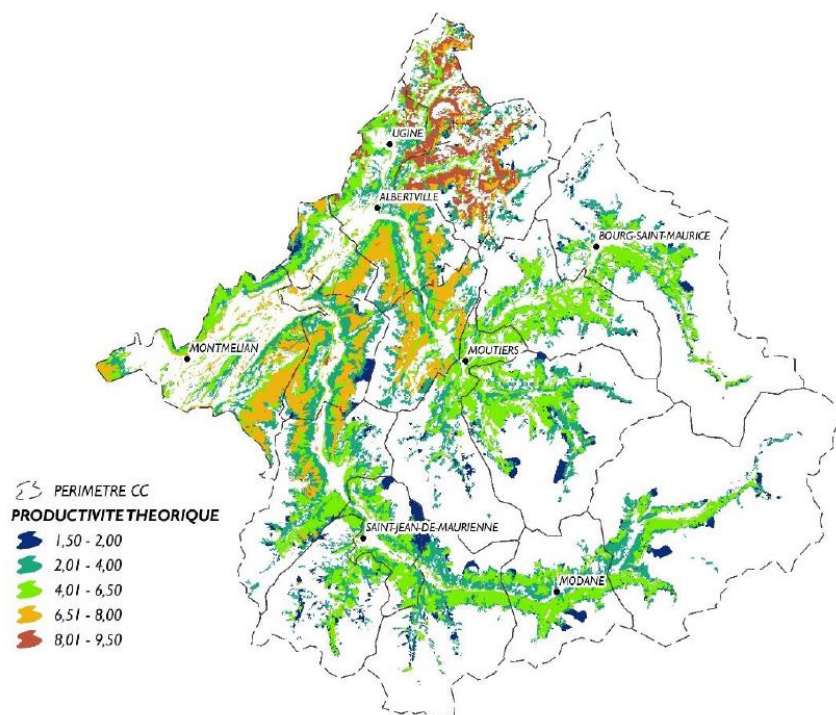 UGINE
ALBERTVILLE
BOURG-SAINT-MAURICE
MONTMELIAN
MOUTIERS
SAINT-JEAN-DE-MAURIENNE
MODANE
PERIMETRE CC
PRODUCTIVITE THEORIQUE
1,50 - 2,00
2,01 - 4,00
4,01 - 6,50
6,51 - 8,00
8,01 - 9,50